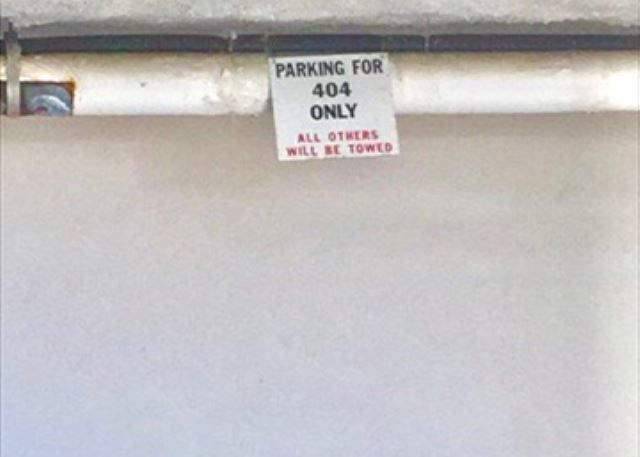 PARKING FOR
404
ONLY
ALL OTHERS
WILL BE TOWED